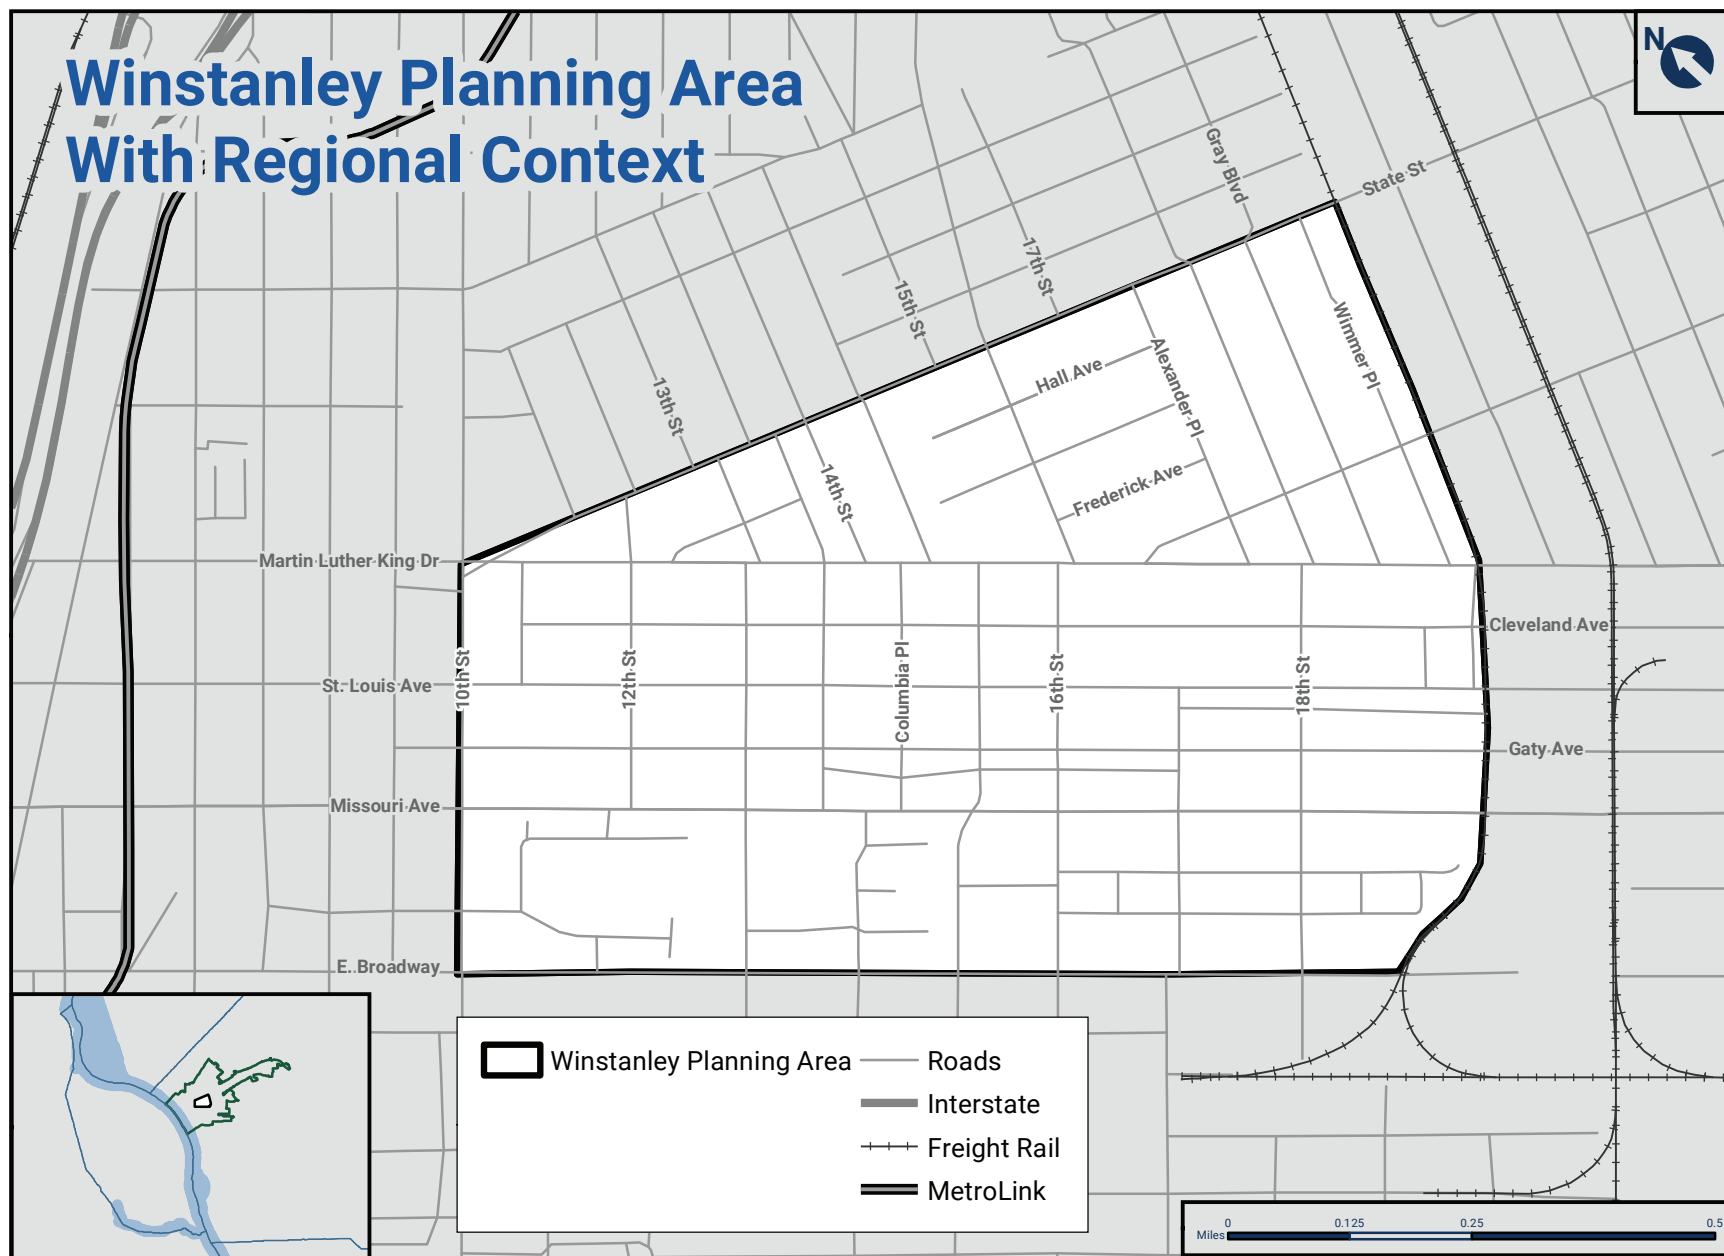 Winstanley Planning Area
With Regional Context
N
State St
Gray Blvd
17th St
15th St
13th St
14th St
Hall Ave
Alexander Pl
Wimmer Pl
Frederick Ave
Martin Luther King Dr
Cleveland Ave
St. Louis Ave
10th St
12th St
Columbia Pl
16th St
18th St
Gaty Ave
Missouri Ave
E. Broadway
Winstanley Planning Area
Roads
Interstate
Freight Rail
MetroLink
0 0.125 0.25 0.5
Miles